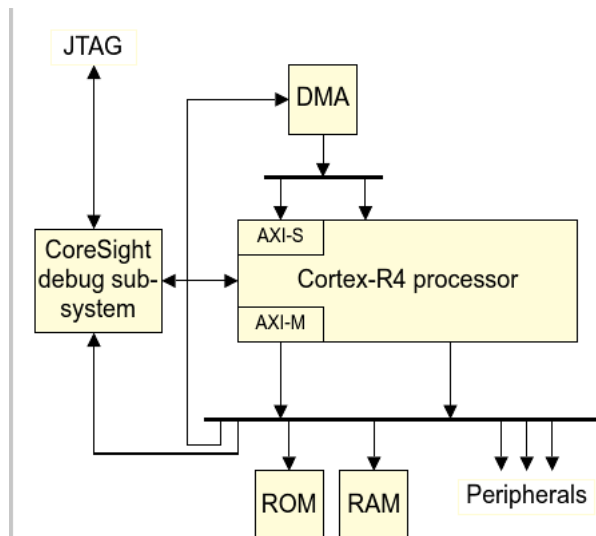 JTAG
DMA
AXI-S
CoreSight
debug sub-
system
Cortex-R4 processor
AXI-M
ROM
RAM
Peripherals